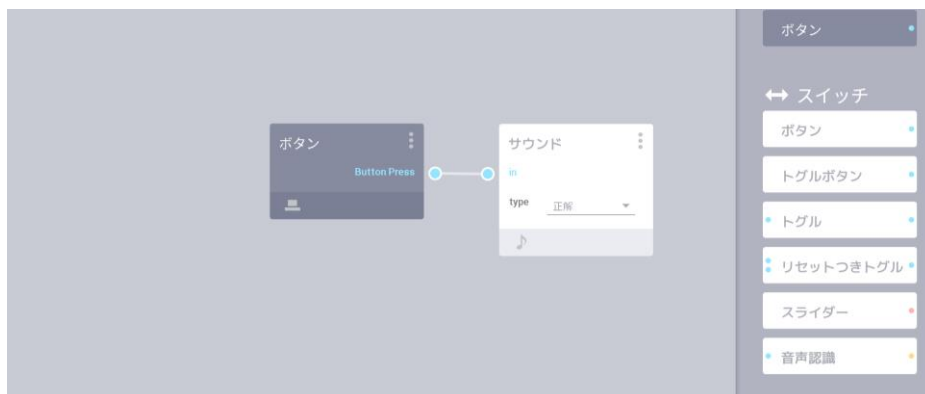 ボタン
Button Press
サウンド
in
type 正解
ボタン
スイッチ
ボタン
トグルボタン
トグル
リセットつきトグル
スライダー
音声認識